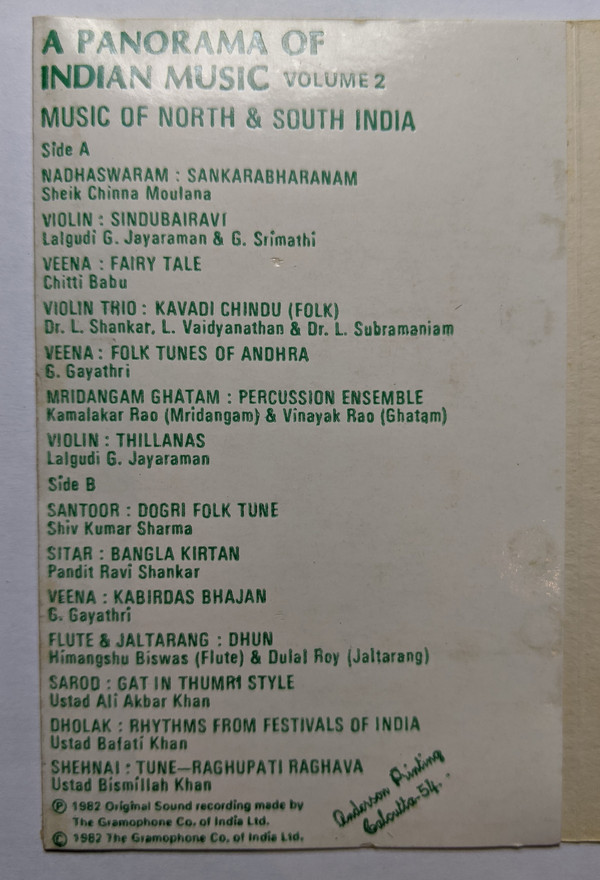 A PANORAMA OF
INDIAN MUSIC VOLUME 2
MUSIC OF NORTH & SOUTH INDIA
Side A
NADHASWARAM : SANKARABHARANAM
Sheik Chinna Moulana
VIOLIN : SINDUBAIRAVI
Lalgudi G. Jayaraman & G. Srimathi
VEENA : FAIRY TALE
Chitti Babu
VIOLIN TRIO : KAVADI CHINDU (FOLK)
Dr. L. Shankar, L. Vaidyanathan & Dr. L. Subramaniam
VEENA : FOLK TUNES OF ANDHRA
G. Gayathri
MRIDANGAM GHATAM : PERCUSSION ENSEMBLE
Kamalakar Rao (Mridangam) & Vinayak Rao (Ghatam)
VIOLIN : THILLANAS
Lalgudi G. Jayaraman
Side B
SANTOOR : DOGRI FOLK TUNE
Shiv Kumar Sharma
SITAR : BANGLA KIRTAN
Pandit Ravi Shankar
VEENA : KABIRDAS BHAJAN
G. Gayathri
FLUTE & JALTARANG : DHUN
Himangshu Biswas (Flute) & Dulal Roy (Jaltarang)
SAROD : GAT IN THUMRI STYLE
Ustad Ali Akbar Khan
DHOLAK : RHYTHMS FROM FESTIVALS OF INDIA
Ustad Bafati Khan
SHEHNAI : TUNE—RAGHUPATI RAGHAVA
Ustad Bismillah Khan
℗ 1982 Original Sound recording made by
The Gramophone Co. of India Ltd.
© 1982 The Gramophone Co. of India Ltd.
Anderson Printing
Calcutta-54.